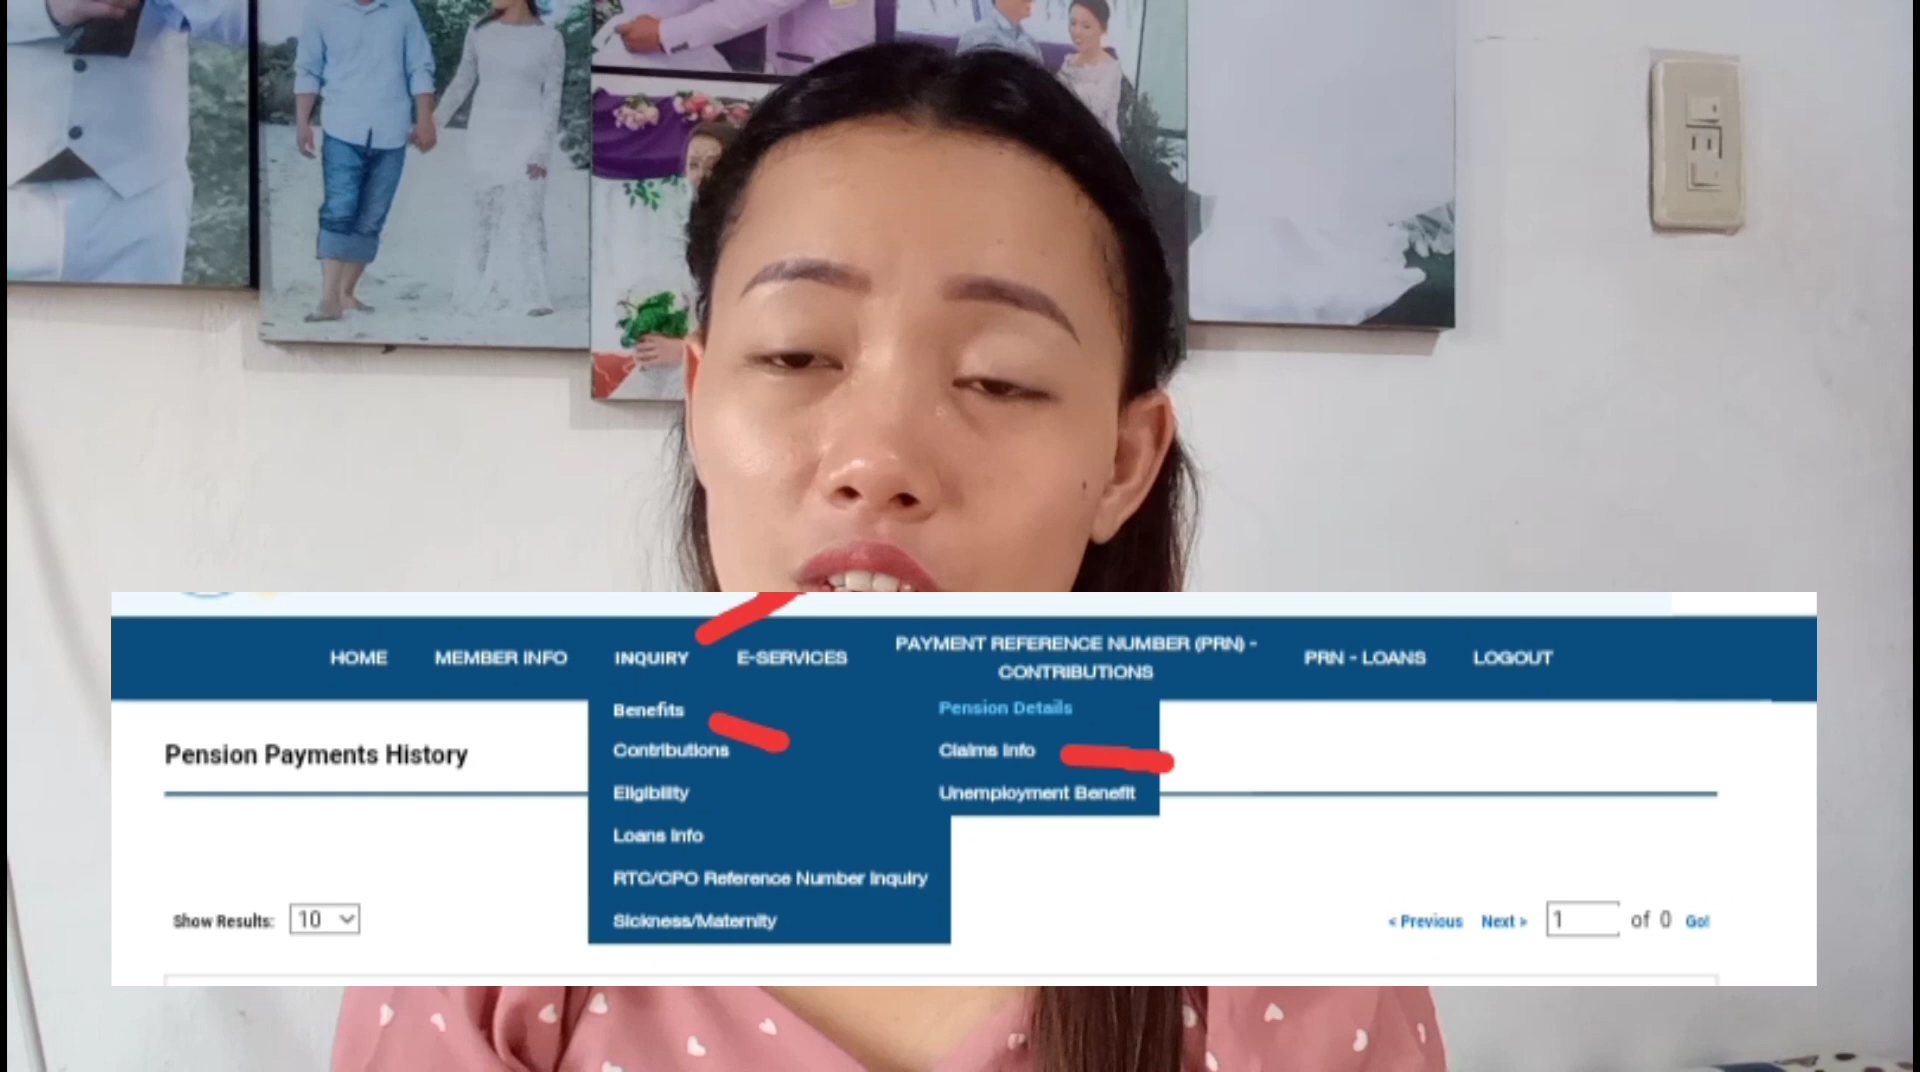 HOME MEMBER INFO INQUIRY E-SERVICES PAYMENT REFERENCE NUMBER (PRN) - CONTRIBUTIONS PRN - LOANS LOGOUT
Benefits
Contributions
Eligibility
Loans Info
RTC/CPO Reference Number Inquiry
Sickness/Maternity
Pension Details
Claims Info
Unemployment Benefit
Pension Payments History
Show Results: 10
< Previous Next > 1 of 0 Go!